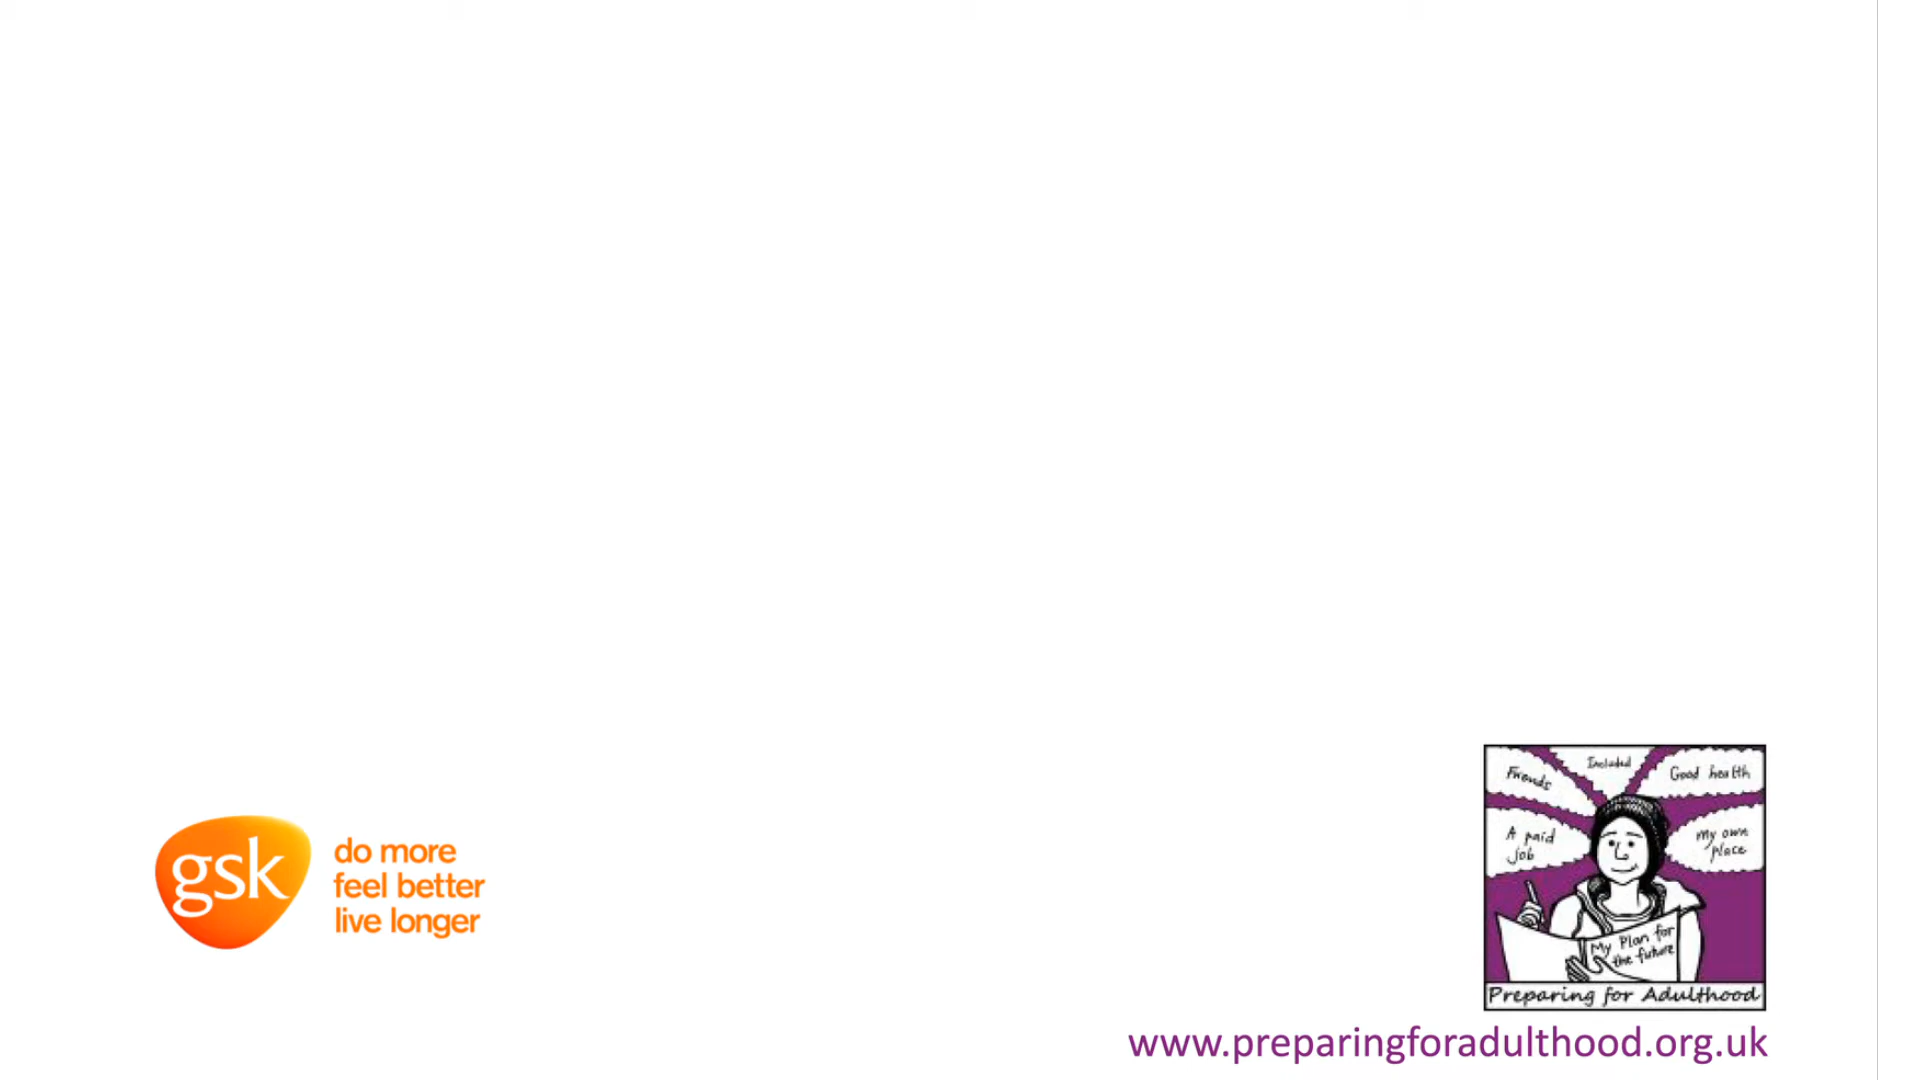 gsk
do more
feel better
live longer
Friends
Included
Good health
A paid
job
My own
place
My Plan for
the future
Preparing for Adulthood
www.preparingforadulthood.org.uk